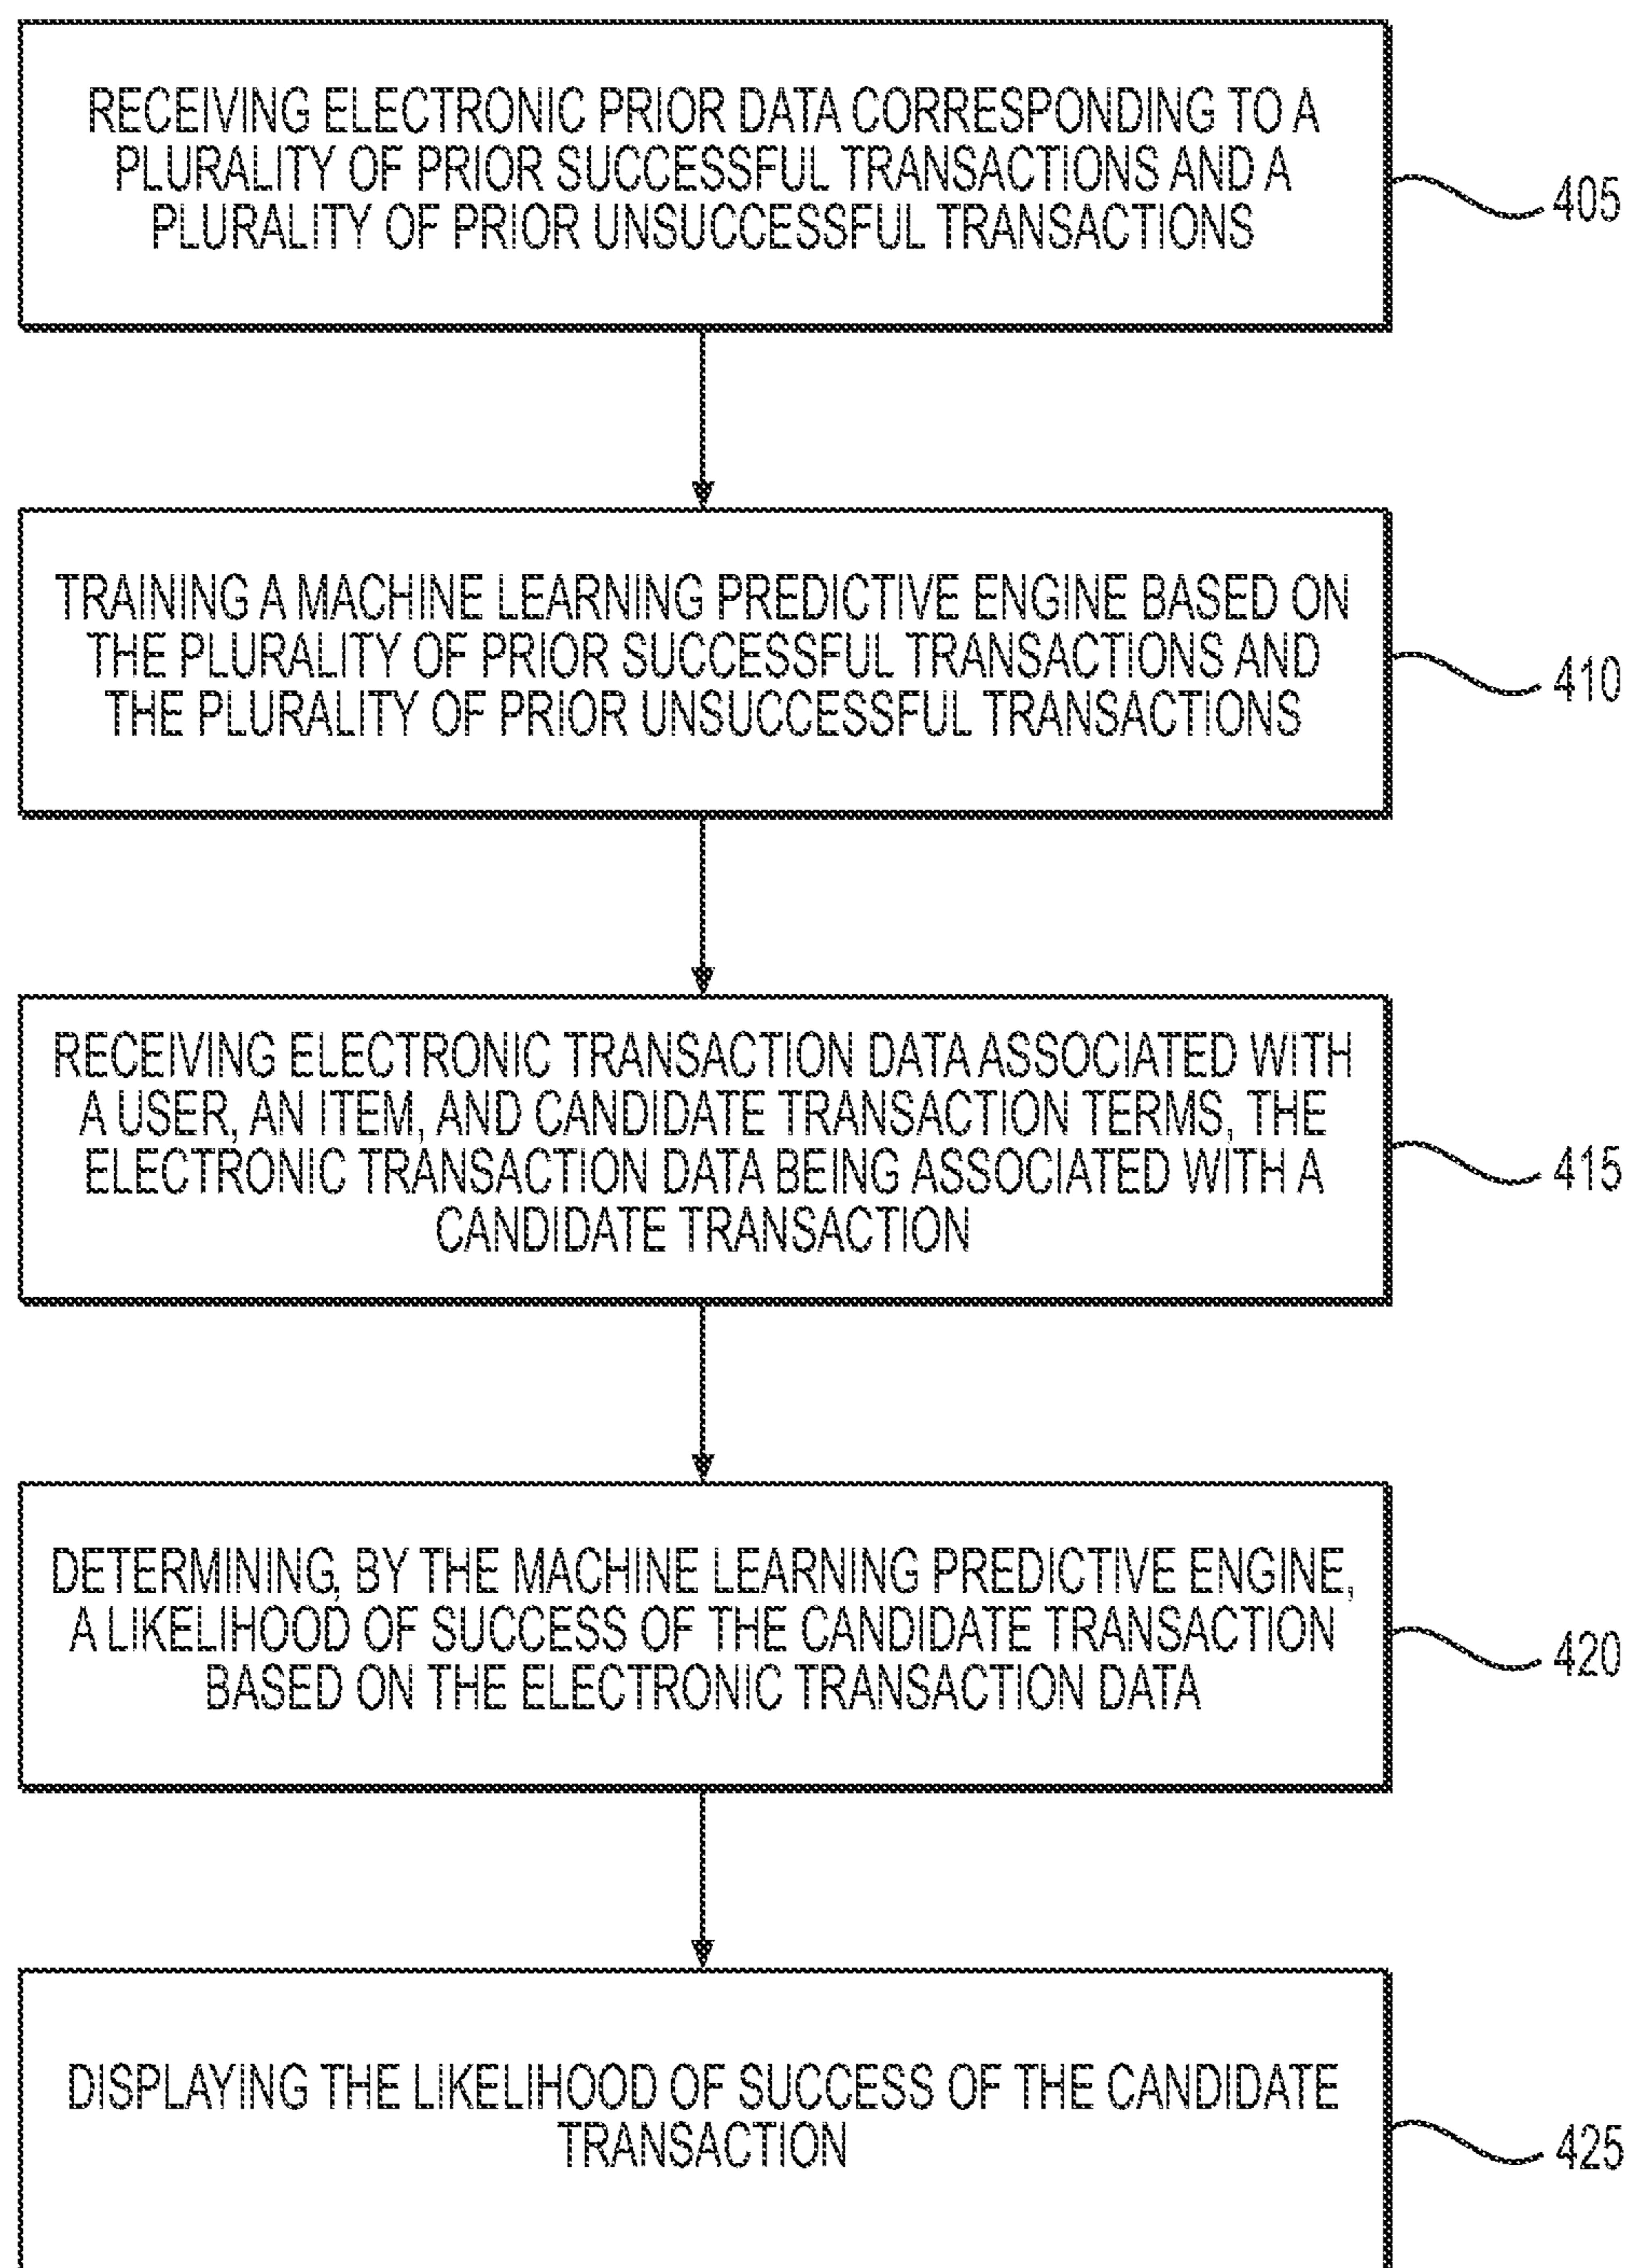 RECEIVING ELECTRONIC PRIOR DATA CORRESPONDING TO A
PLURALITY OF PRIOR SUCCESSFUL TRANSACTIONS AND A
PLURALITY OF PRIOR UNSUCCESSFUL TRANSACTIONS
405
TRAINING A MACHINE LEARNING PREDICTIVE ENGINE BASED ON
THE PLURALITY OF PRIOR SUCCESSFUL TRANSACTIONS AND
THE PLURALITY OF PRIOR UNSUCCESSFUL TRANSACTIONS
410
RECEIVING ELECTRONIC TRANSACTION DATA ASSOCIATED WITH
A USER, AN ITEM, AND CANDIDATE TRANSACTION TERMS, THE
ELECTRONIC TRANSACTION DATA BEING ASSOCIATED WITH A
CANDIDATE TRANSACTION
415
DETERMINING, BY THE MACHINE LEARNING PREDICTIVE ENGINE,
A LIKELIHOOD OF SUCCESS OF THE CANDIDATE TRANSACTION
BASED ON THE ELECTRONIC TRANSACTION DATA
420
DISPLAYING THE LIKELIHOOD OF SUCCESS OF THE CANDIDATE
TRANSACTION
425